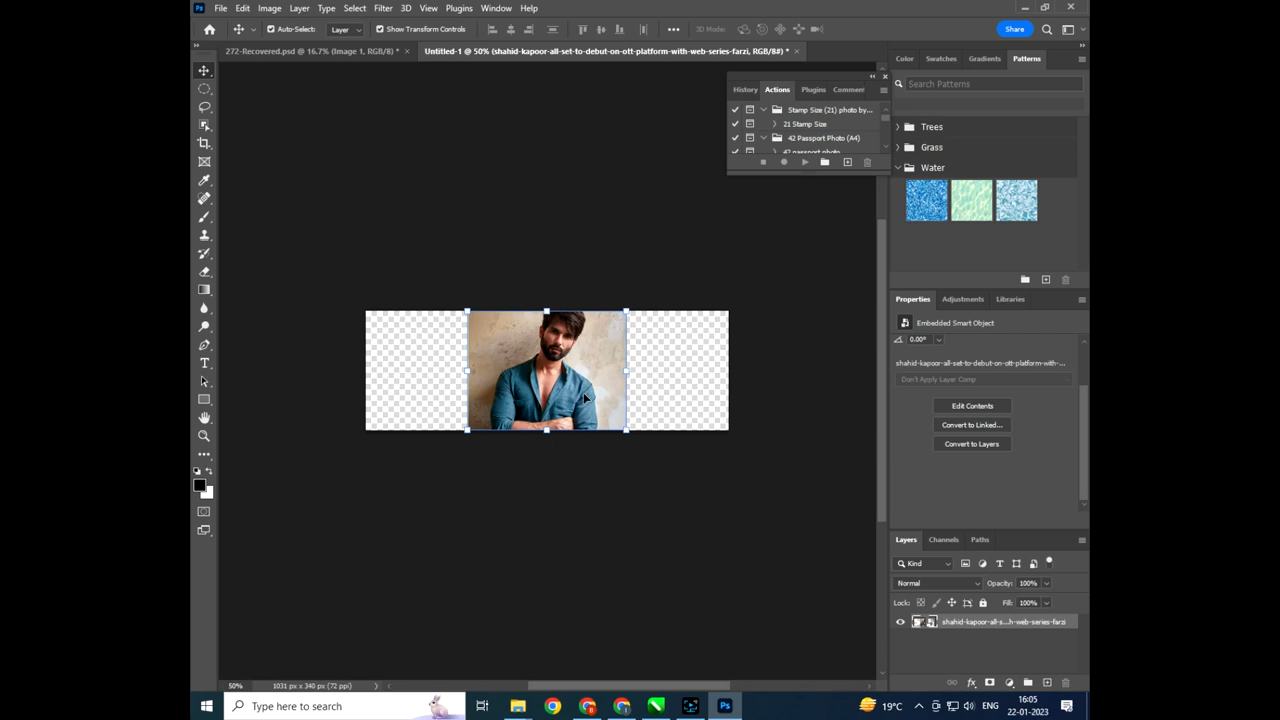 File Edit Image Layer Type Select Filter 3D View Plugins Window Help
Auto-Select: Layer Show Transform Controls 3D Mode: Share
272-Recovered.psd @ 16.7% (Image 1, RGB/8) *
Untitled-1 @ 50% (shahid-kapoor-all-set-to-debut-on-ott-platform-with-web-series-farzi, RGB/8#) *
History Actions Plugins Commen
Stamp Size (21) photo by...
21 Stamp Size
42 Passport Photo (A4)
42 passport photo
Color Swatches Gradients Patterns
Search Patterns
Trees
Grass
Water
Properties Adjustments Libraries
Embedded Smart Object
0.00°
shahid-kapoor-all-set-to-debut-on-ott-platform-with-...
Don't Apply Layer Comp
Edit Contents
Convert to Linked...
Convert to Layers
Layers Channels Paths
Kind
Normal Opacity: 100%
Lock: Fill: 100%
shahid-kapoor-all-s...h-web-series-farzi
50% 1031 px x 340 px (72 ppi)
Type here to search
Ps
19°C ENG 16:05
22-01-2023